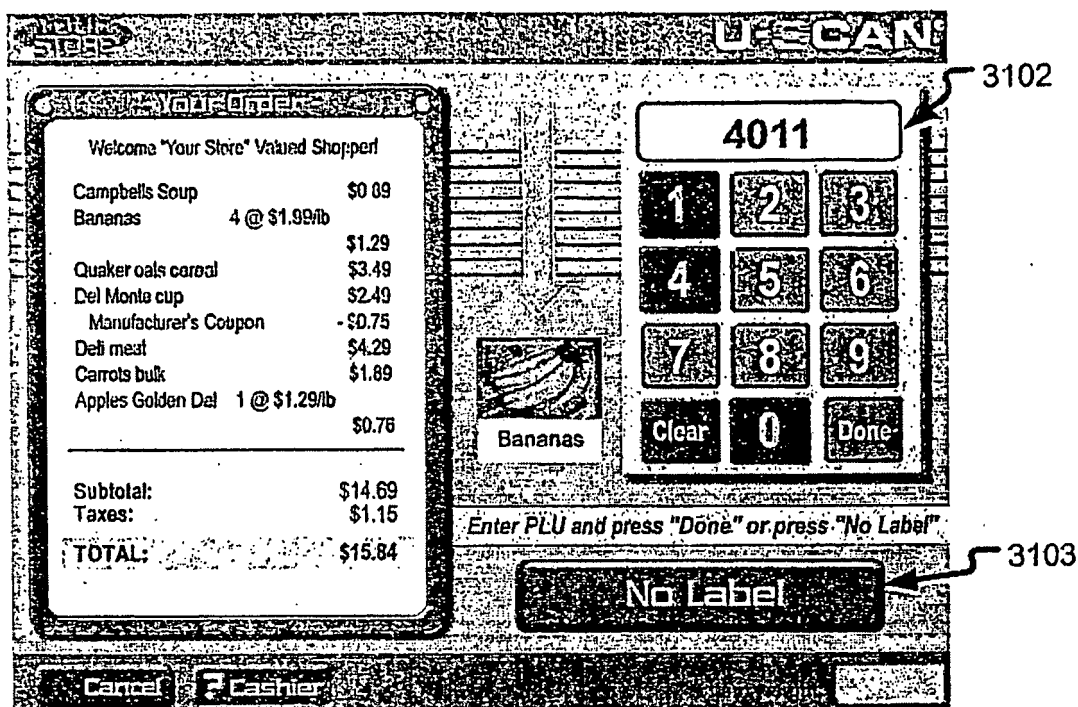 YOUR
STORE
U-SCAN
3102
Your Order
Welcome "Your Store" Valued Shopper!
Campbells Soup $0.89
Bananas 4 @ $1.99/lb
$1.29
Quaker oats cereal $3.49
Del Monte cup $2.49
Manufacturer's Coupon - $0.75
Deli meat $4.29
Carrots bulk $1.89
Apples Golden Del 1 @ $1.29/lb
$0.76
Subtotal: $14.69
Taxes: $1.15
TOTAL: $15.84
4011
1 2 3
4 5 6
7 8 9
Clear 0 Done
Bananas
Enter PLU and press "Done" or press "No Label"
No Label
3103
Cancel
? Cashier